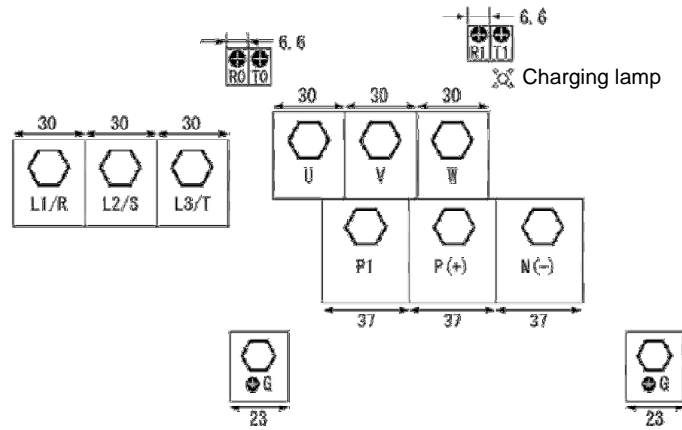 6.6
R0 T0
6.6
R1 T1
Charging lamp
30 30 30
L1/R L2/S L3/T
30 30 30
U V W
P1 P(+) N(-)
37 37 37
G
23
G
23